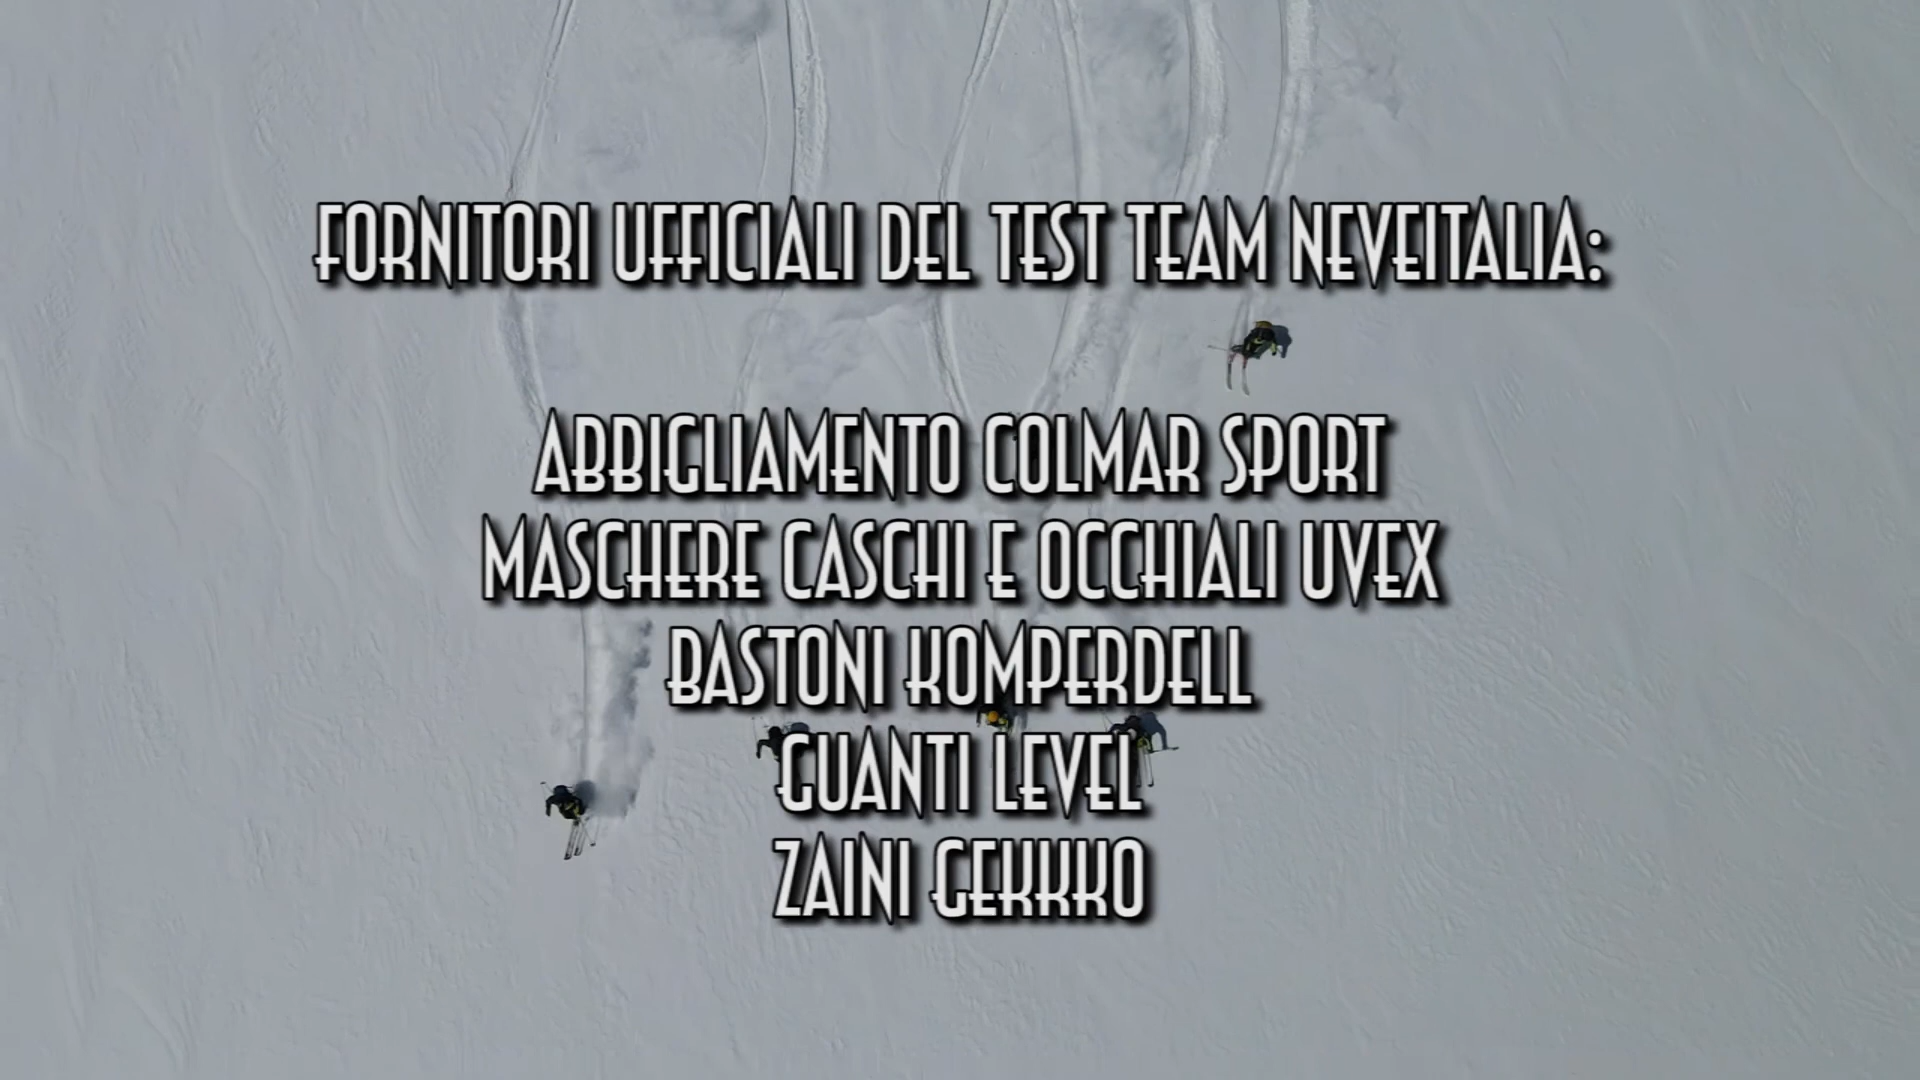 FORNITORI UFFICIALI DEL TEST TEAM NEVEITALIA:
ABBIGLIAMENTO COLMAR SPORT
MASCHERE CASCHI E OCCHIALI UVEX
BASTONI KOMPERDELL
GUANTI LEVEL
ZAINI GEKKKO